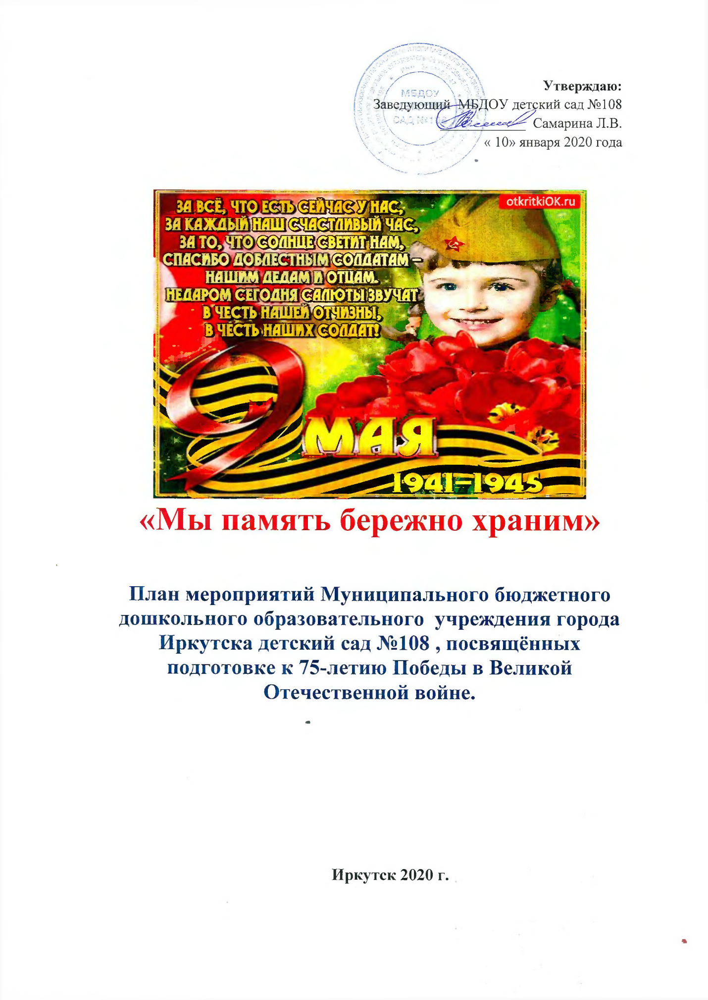 Утверждаю:
Заведующий МБДОУ детский сад №108
Самарина Л.В.
« 10» января 2020 года
МБДОУ
САД №108
otkritkiOK.ru
ЗА ВСЁ, ЧТО ЕСТЬ СЕЙЧАС У НАС,
ЗА КАЖДЫЙ НАШ СЧАСТЛИВЫЙ ЧАС,
ЗА ТО, ЧТО СОЛНЦЕ СВЕТИТ НАМ,
СПАСИБО ДОБЛЕСТНЫМ СОЛДАТАМ –
НАШИМ ДЕДАМ И ОТЦАМ.
НЕДАРОМ СЕГОДНЯ САЛЮТЫ ЗВУЧАТ
В ЧЕСТЬ НАШЕЙ ОТЧИЗНЫ,
В ЧЕСТЬ НАШИХ СОЛДАТ!
9 МАЯ
1941-1945
«Мы память бережно храним»
План мероприятий Муниципального бюджетного
дошкольного образовательного учреждения города
Иркутска детский сад №108 , посвящённых
подготовке к 75-летию Победы в Великой
Отечественной войне.
Иркутск 2020 г.